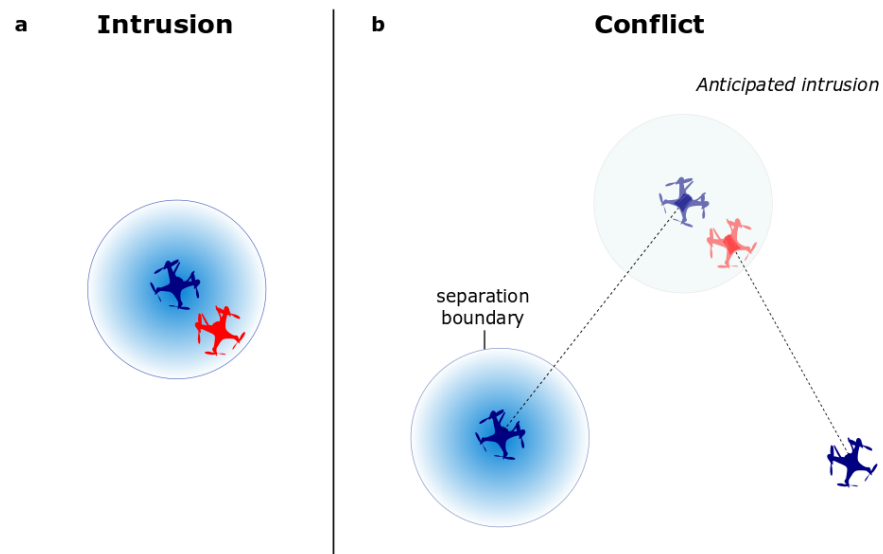 a
Intrusion
b
Conflict
Anticipated intrusion
separation
boundary